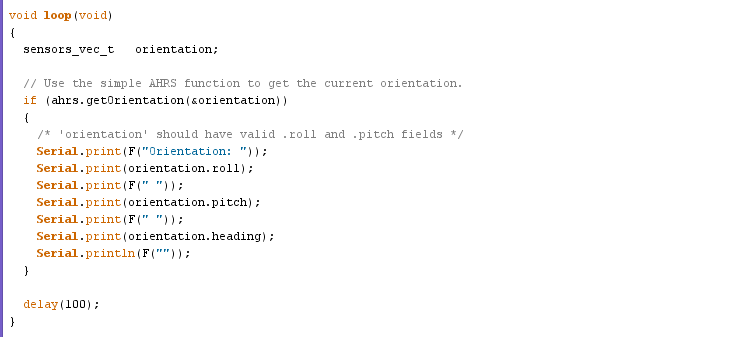 void loop(void)
{
  sensors_vec_t   orientation;

  // Use the simple AHRS function to get the current orientation.
  if (ahrs.getOrientation(&orientation))
  {
    /* 'orientation' should have valid .roll and .pitch fields */
    Serial.print(F("Orientation: "));
    Serial.print(orientation.roll);
    Serial.print(F(" "));
    Serial.print(orientation.pitch);
    Serial.print(F(" "));
    Serial.print(orientation.heading);
    Serial.println(F(""));
  }

  delay(100);
}